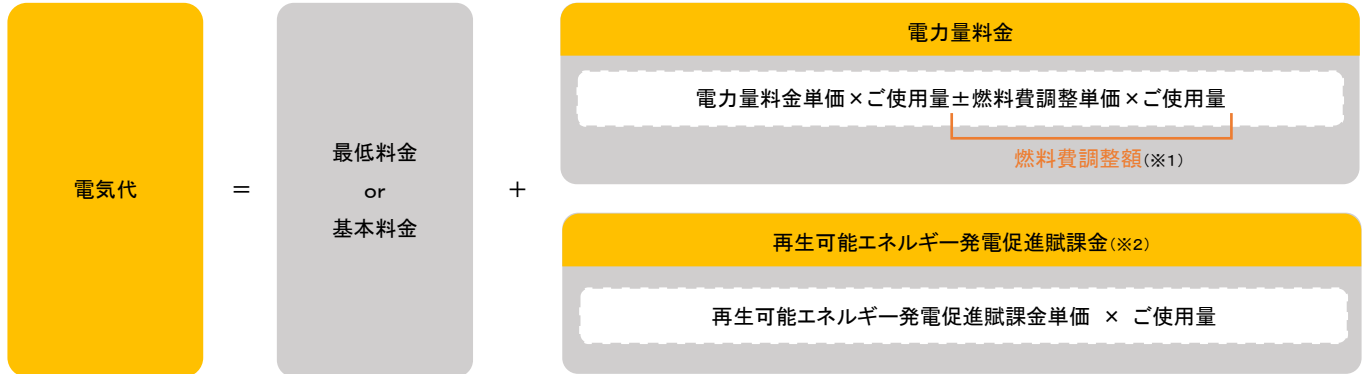 電気代
＝
最低料金
or
基本料金
＋
電力量料金
電力量料金単価×ご使用量±燃料費調整単価×ご使用量
燃料費調整額(※1)
再生可能エネルギー発電促進賦課金(※2)
再生可能エネルギー発電促進賦課金単価 × ご使用量